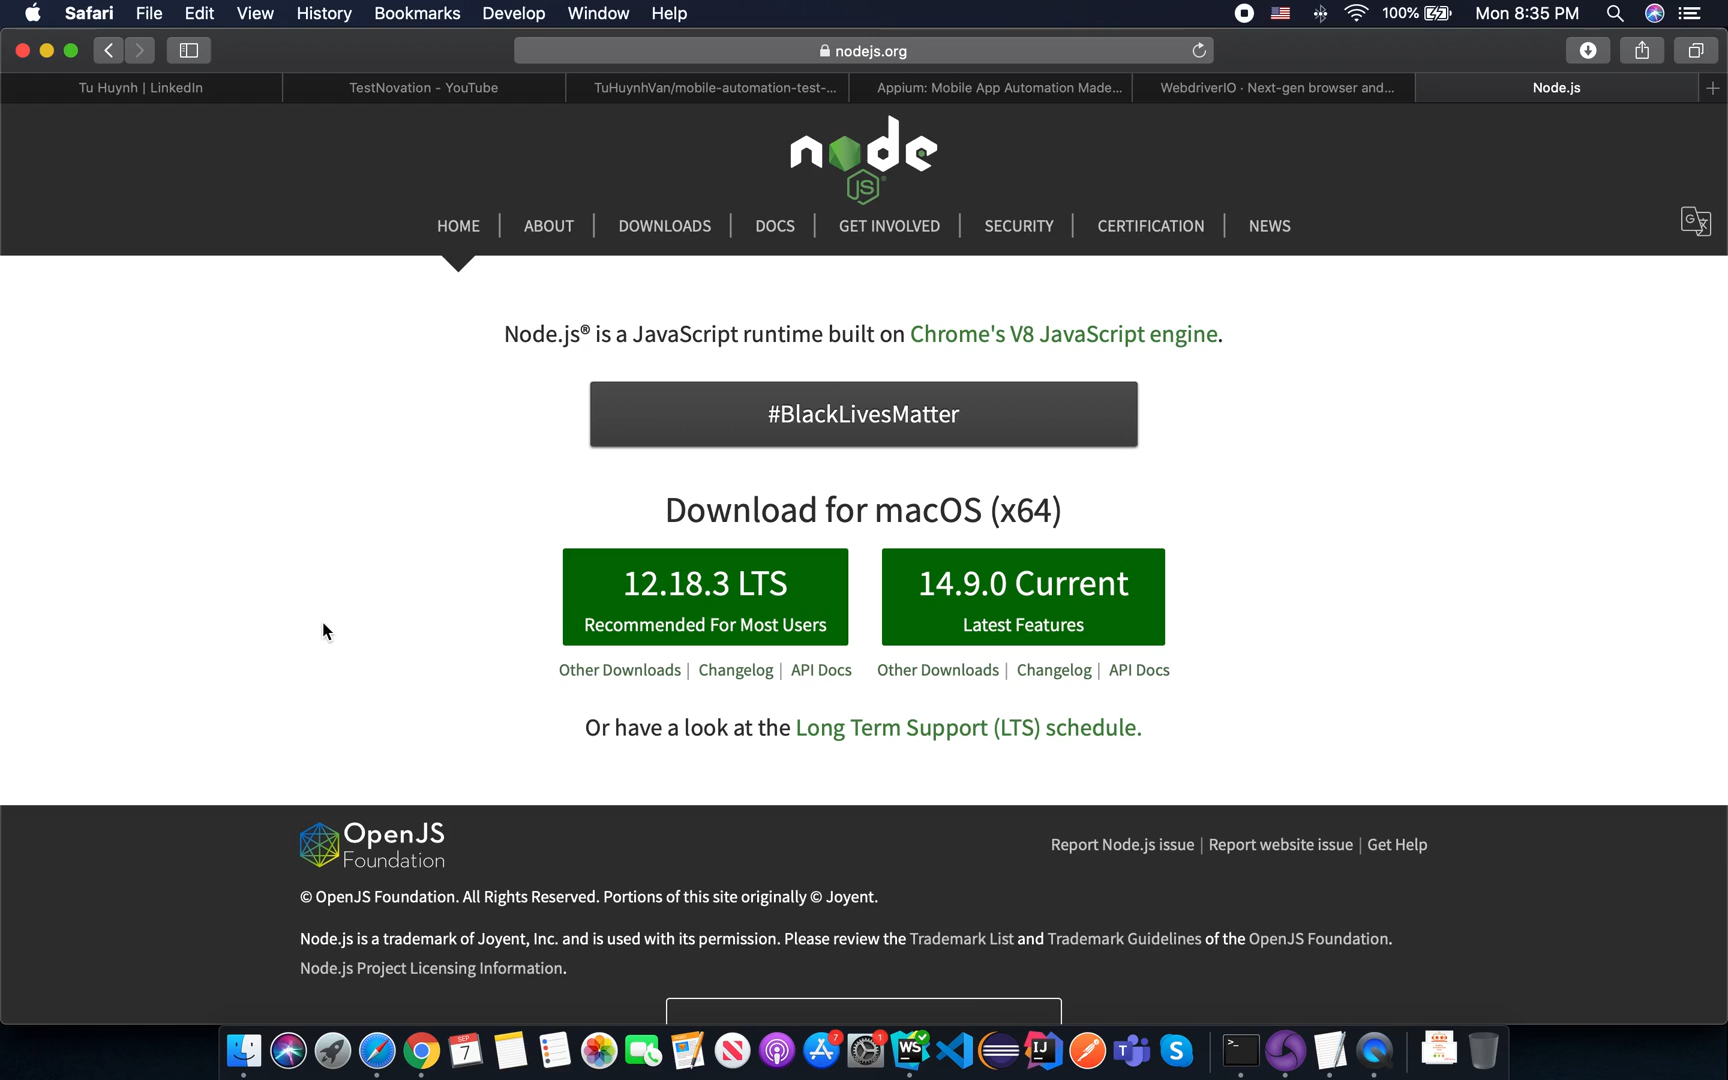 Safari File Edit View History Bookmarks Develop Window Help 100% Mon 8:35 PM
nodejs.org
Tu Huynh | LinkedIn
TestNovation - YouTube
TuHuynhVan/mobile-automation-test-...
Appium: Mobile App Automation Made...
WebdriverIO · Next-gen browser and...
Node.js
node
JS
HOME | ABOUT | DOWNLOADS | DOCS | GET INVOLVED | SECURITY | CERTIFICATION | NEWS
Node.js® is a JavaScript runtime built on Chrome's V8 JavaScript engine.
#BlackLivesMatter
Download for macOS (x64)
12.18.3 LTS
Recommended For Most Users
14.9.0 Current
Latest Features
Other Downloads | Changelog | API Docs
Other Downloads | Changelog | API Docs
Or have a look at the Long Term Support (LTS) schedule.
OpenJS
Foundation
Report Node.js issue | Report website issue | Get Help
© OpenJS Foundation. All Rights Reserved. Portions of this site originally © Joyent.
Node.js is a trademark of Joyent, Inc. and is used with its permission. Please review the Trademark List and Trademark Guidelines of the OpenJS Foundation.
Node.js Project Licensing Information.
SEP
7
7
1
WS
IJ